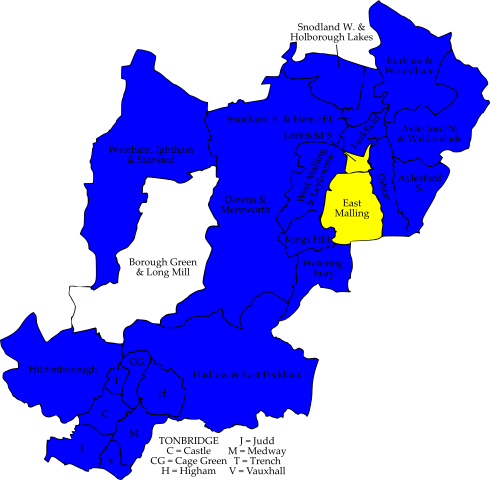 Snodland W. &
Holborough Lakes
Burham &
Wouldham
Snodland E. & Ham Hill
Larkfield S.
Larkfield
N.
Aylesford N.
& Walderslade
Wrotham, Ightham
& Stansted
West Malling
& Leybourne
Ditton
Aylesford
S.
Downs &
Mereworth
East
Malling
Kings Hill
Borough Green
& Long Mill
Watering-
bury
Hildenborough
CG
Hadlow & East Peckham
T
H
C
M
J
V
TONBRIDGE J = Judd
C = Castle M = Medway
CG = Cage Green T = Trench
H = Higham V = Vauxhall